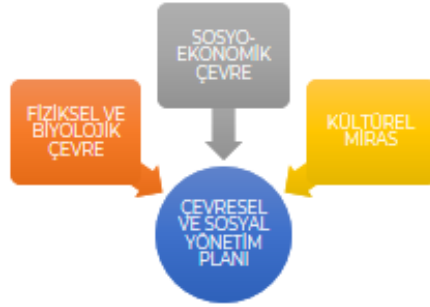 SOSYO-
EKONOMİK
ÇEVRE
FİZİKSEL VE
BİYOLOJİK
ÇEVRE
KÜLTÜREL
MİRAS
ÇEVRESEL
VE SOSYAL
YÖNETİM
PLANI